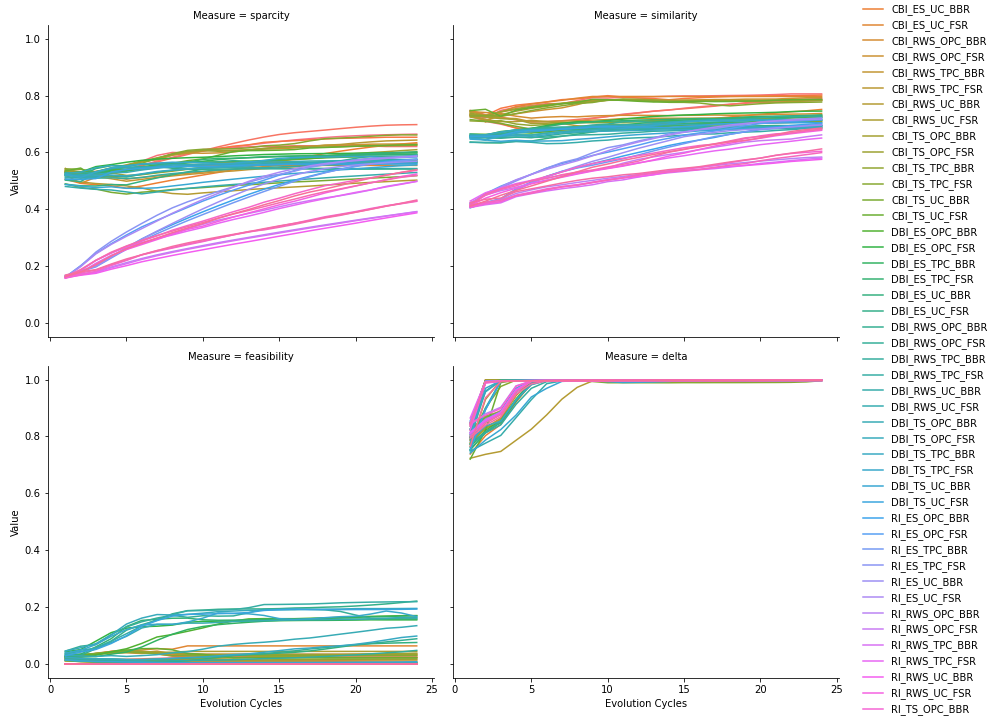 Measure = sparcity
1.0
0.8
0.6
0.4
0.2
0.0
Value
Measure = similarity
Measure = feasibility
1.0
0.8
0.6
0.4
0.2
0.0
Value
0
5
10
15
20
25
Evolution Cycles
Measure = delta
0
5
10
15
20
25
Evolution Cycles
CBI_ES_UC_BBR
CBI_ES_UC_FSR
CBI_RWS_OPC_BBR
CBI_RWS_OPC_FSR
CBI_RWS_TPC_BBR
CBI_RWS_TPC_FSR
CBI_RWS_UC_BBR
CBI_RWS_UC_FSR
CBI_TS_OPC_BBR
CBI_TS_OPC_FSR
CBI_TS_TPC_BBR
CBI_TS_TPC_FSR
CBI_TS_UC_BBR
CBI_TS_UC_FSR
DBI_ES_OPC_BBR
DBI_ES_OPC_FSR
DBI_ES_TPC_BBR
DBI_ES_TPC_FSR
DBI_ES_UC_BBR
DBI_ES_UC_FSR
DBI_RWS_OPC_BBR
DBI_RWS_OPC_FSR
DBI_RWS_TPC_BBR
DBI_RWS_TPC_FSR
DBI_RWS_UC_BBR
DBI_RWS_UC_FSR
DBI_TS_OPC_BBR
DBI_TS_OPC_FSR
DBI_TS_TPC_BBR
DBI_TS_TPC_FSR
DBI_TS_UC_BBR
DBI_TS_UC_FSR
RI_ES_OPC_BBR
RI_ES_OPC_FSR
RI_ES_TPC_BBR
RI_ES_TPC_FSR
RI_ES_UC_BBR
RI_ES_UC_FSR
RI_RWS_OPC_BBR
RI_RWS_OPC_FSR
RI_RWS_TPC_BBR
RI_RWS_TPC_FSR
RI_RWS_UC_BBR
RI_RWS_UC_FSR
RI_TS_OPC_BBR